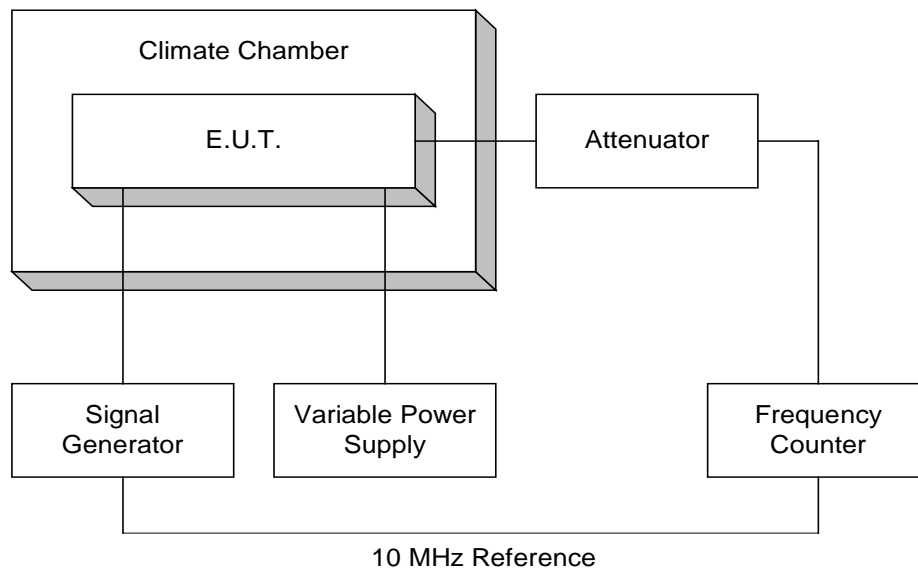 Climate Chamber
E.U.T.
Attenuator
Signal
Generator
Variable Power
Supply
Frequency
Counter
10 MHz Reference